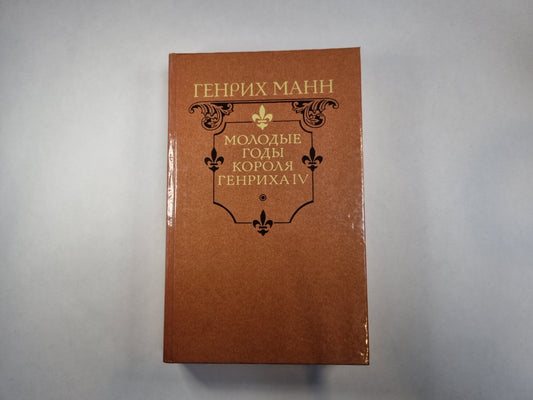 ГЕНРИХ МАНН
МОЛОДЫЕ
ГОДЫ
КОРОЛЯ
ГЕНРИХА IV